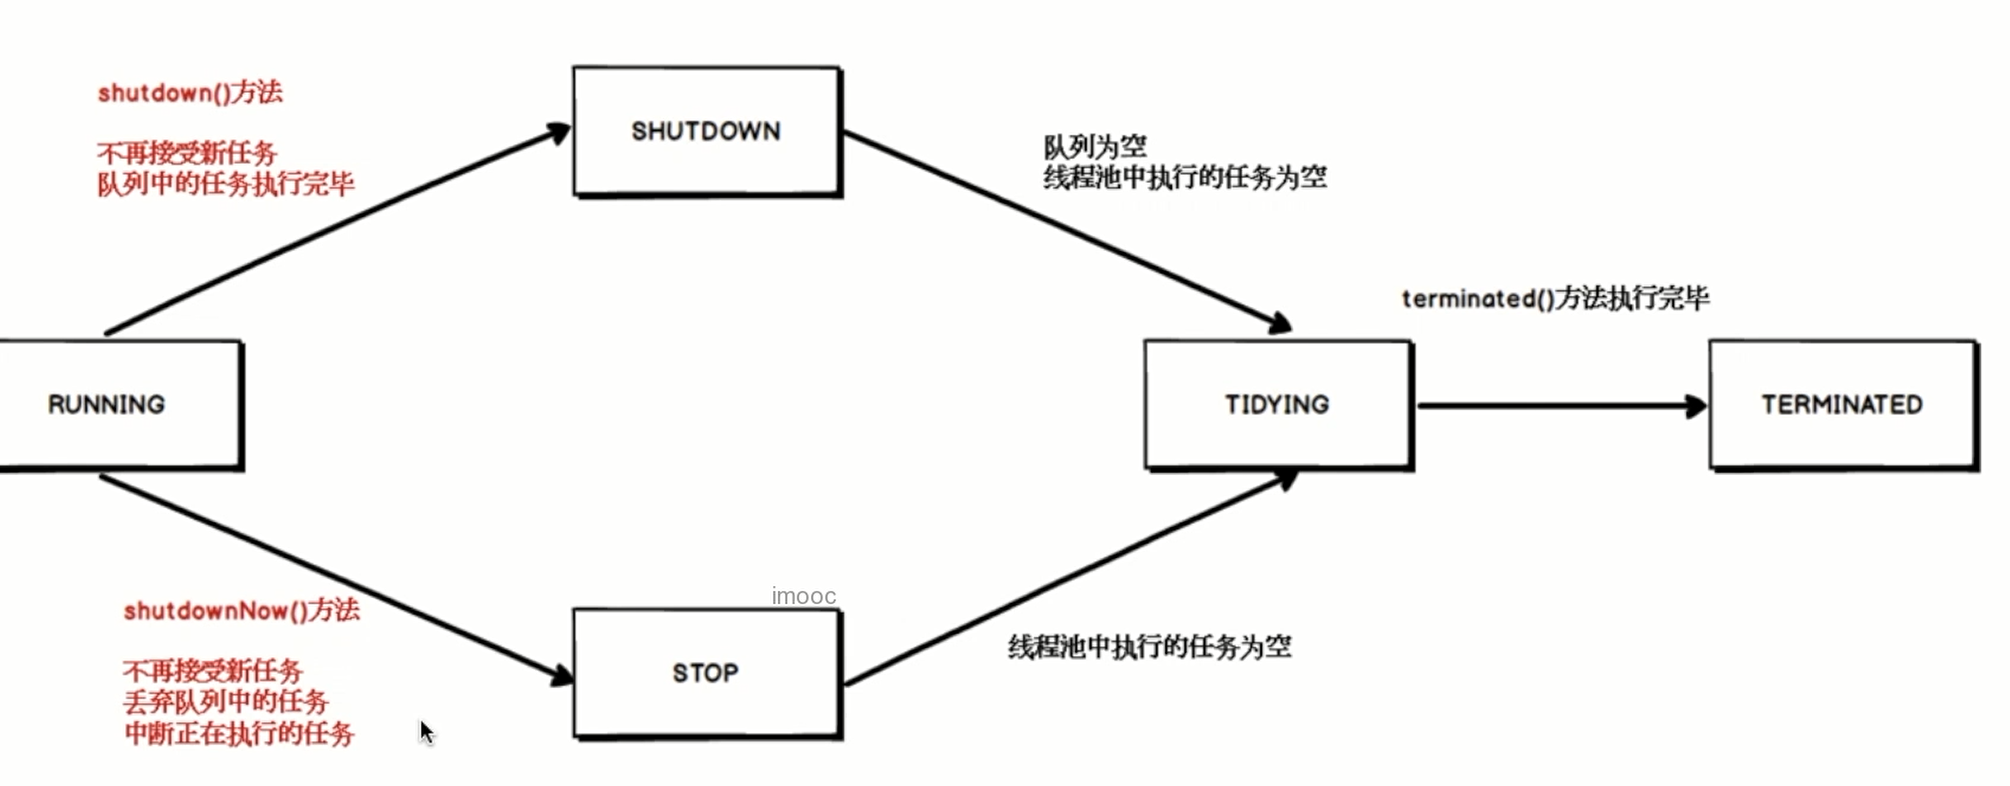 shutdown()方法
不再接受新任务
队列中的任务执行完毕
SHUTDOWN
队列为空
线程池中执行的任务为空
RUNNING
TIDYING
terminated()方法执行完毕
TERMINATED
shutdownNow()方法
不再接受新任务
丢弃队列中的任务
中断正在执行的任务
imooc
STOP
线程池中执行的任务为空